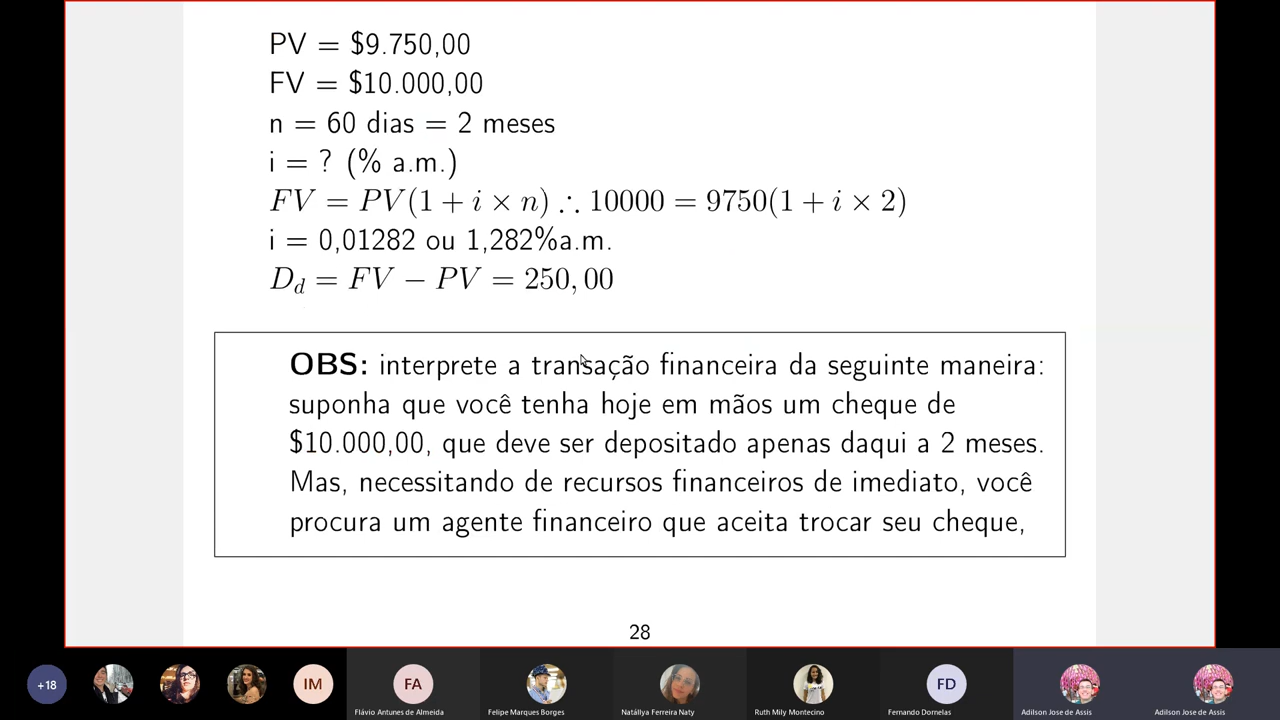 PV = $9.750,00
FV = $10.000,00
n = 60 dias = 2 meses
i = ? (% a.m.)
FV = PV(1 + i × n) ∴ 10000 = 9750(1 + i × 2)
i = 0,01282 ou 1,282%a.m.
D_d = FV − PV = 250, 00
OBS: interprete a transação financeira da seguinte maneira:
suponha que você tenha hoje em mãos um cheque de
$10.000,00, que deve ser depositado apenas daqui a 2 meses.
Mas, necessitando de recursos financeiros de imediato, você
procura um agente financeiro que aceita trocar seu cheque,
28
+18
IM
FA
FD
Flávio Antunes de Almeida
Felipe Marques Borges
Natállya Ferreira Naty
Ruth Mily Montecino
Fernando Dornelas
Adilson Jose de Assis
Adilson Jose de Assis